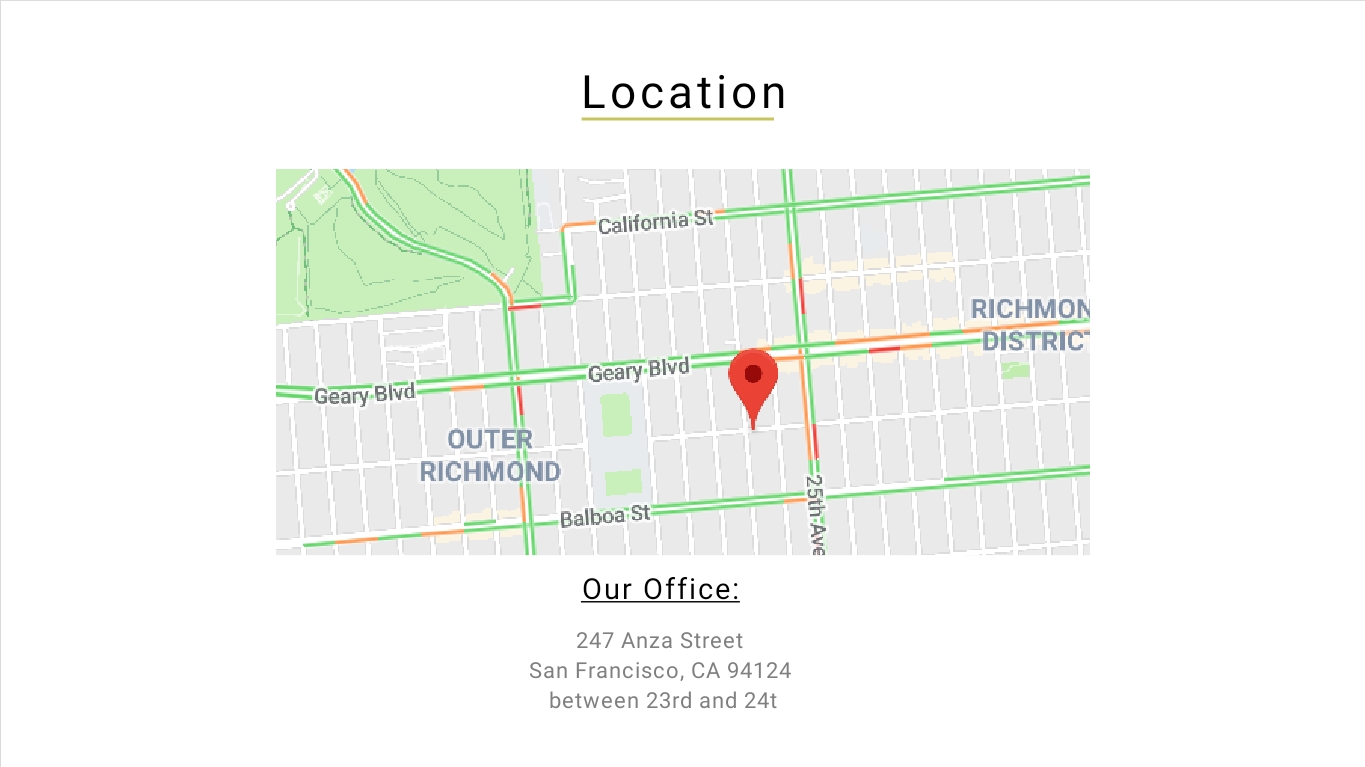 Location
California St
RICHMON
DISTRICT
Geary Blvd
Geary Blvd
OUTER
RICHMOND
25th Ave
Balboa St
Our Office:
247 Anza Street
San Francisco, CA 94124
between 23rd and 24t